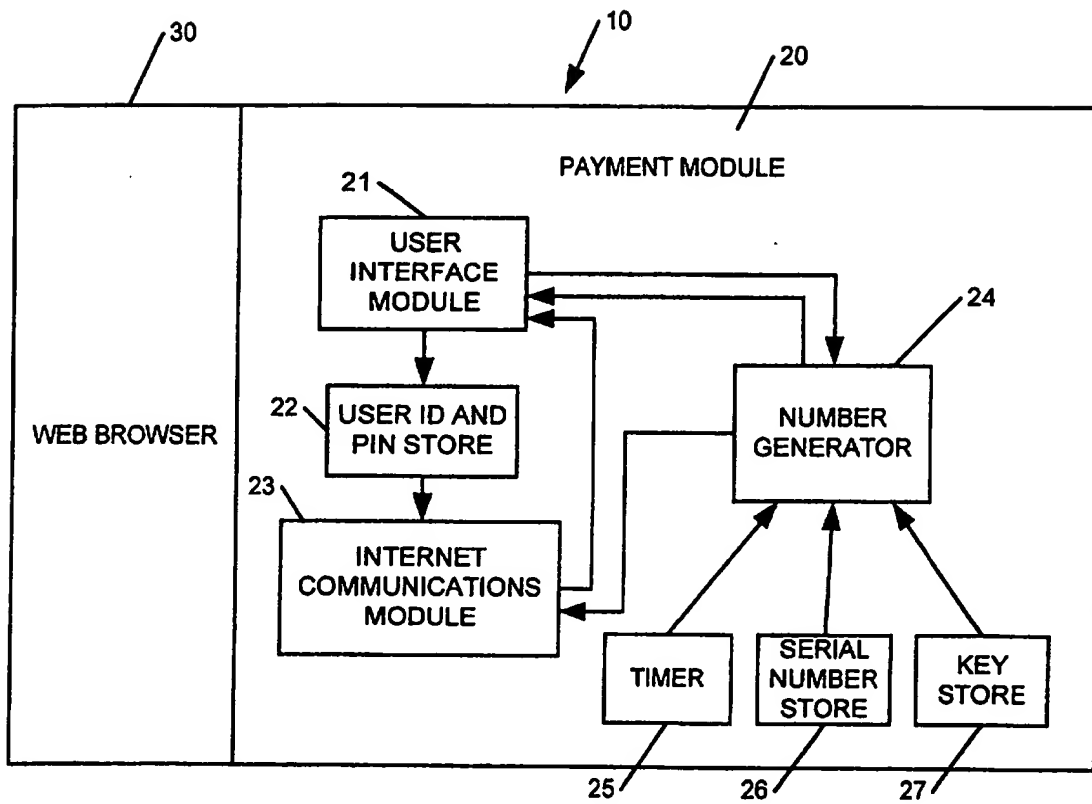 10
30
20
PAYMENT MODULE
21
USER
INTERFACE
MODULE
24
22
USER ID AND
PIN STORE
NUMBER
GENERATOR
WEB BROWSER
23
INTERNET
COMMUNICATIONS
MODULE
TIMER
SERIAL
NUMBER
STORE
KEY
STORE
25
26
27